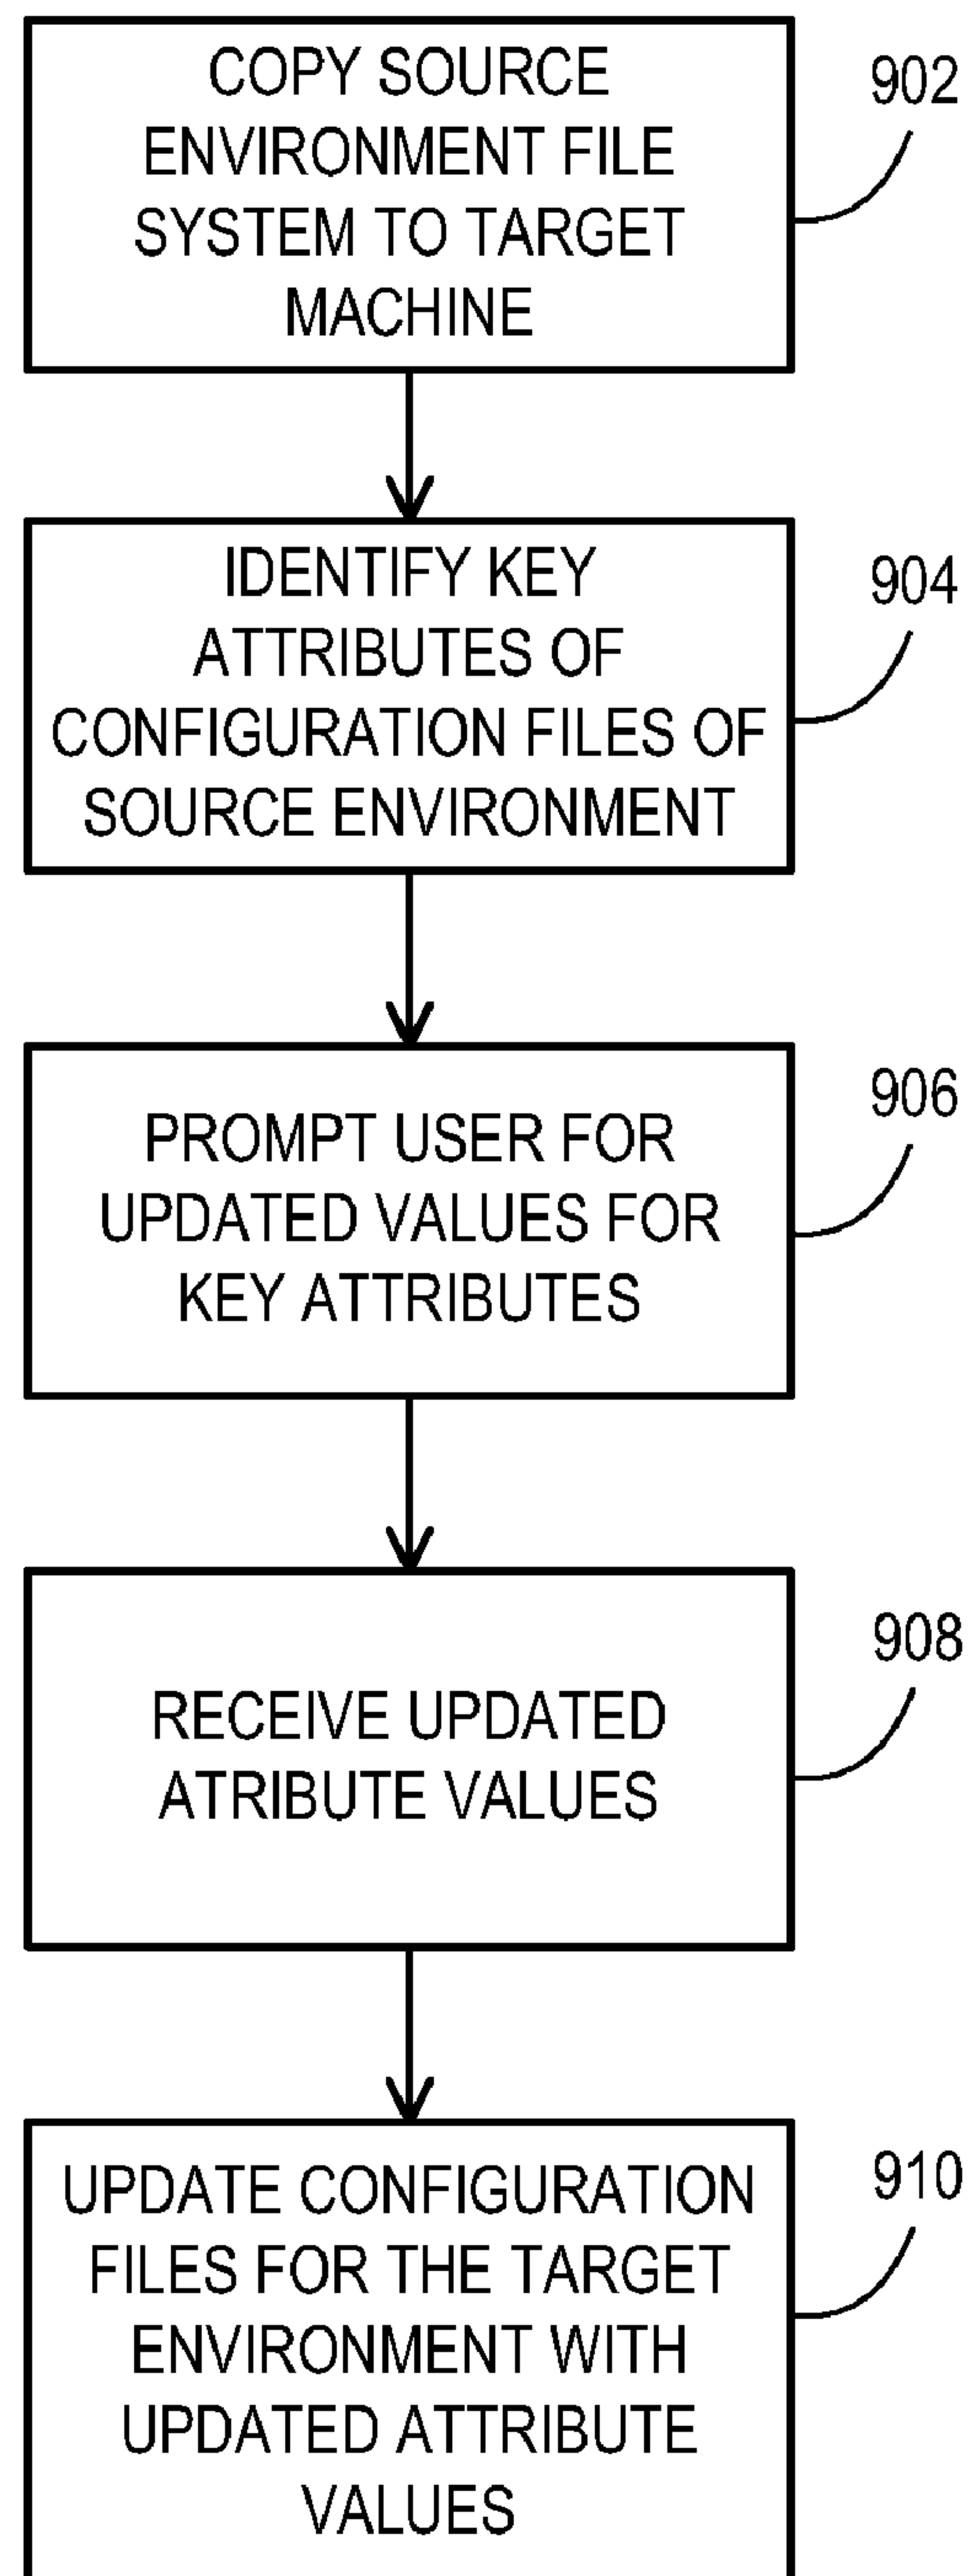 COPY SOURCE
ENVIRONMENT FILE
SYSTEM TO TARGET
MACHINE
902
IDENTIFY KEY
ATTRIBUTES OF
CONFIGURATION FILES OF
SOURCE ENVIRONMENT
904
PROMPT USER FOR
UPDATED VALUES FOR
KEY ATTRIBUTES
906
RECEIVE UPDATED
ATRIBUTE VALUES
908
UPDATE CONFIGURATION
FILES FOR THE TARGET
ENVIRONMENT WITH
UPDATED ATTRIBUTE
VALUES
910